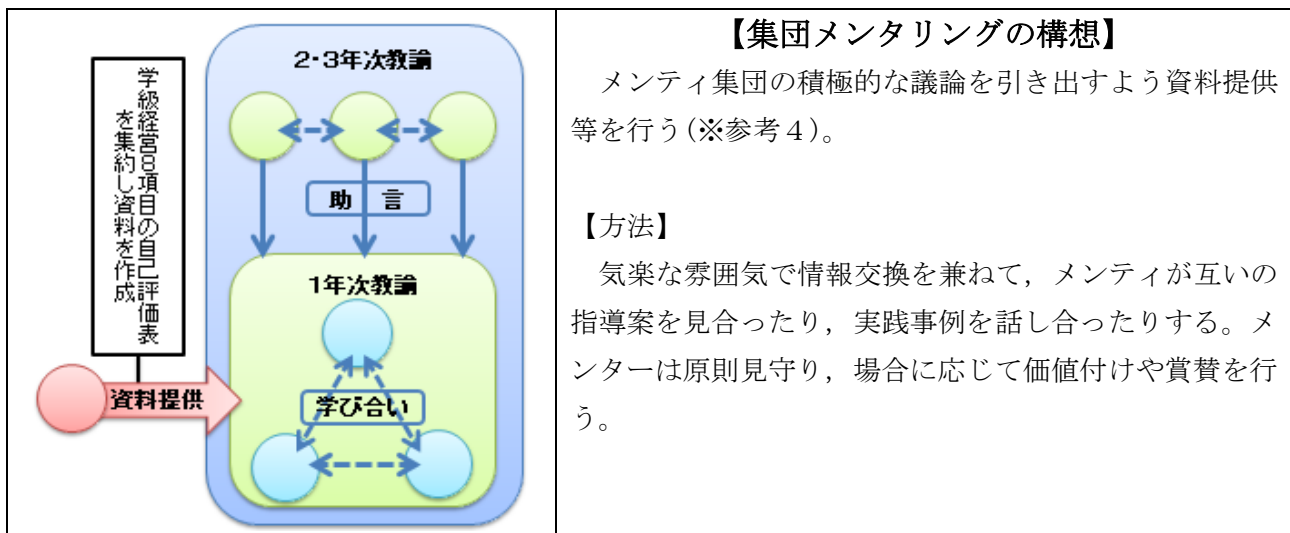 学級経営8項目の自己評価表
を集約し資料を作成
2・3年次教諭
助言
1年次教諭
学び合い
資料提供
【集団メンタリングの構想】
メンティ集団の積極的な議論を引き出すよう資料提供
等を行う(※参考4)。
【方法】
気楽な雰囲気で情報交換を兼ねて，メンティが互いの
指導案を見合ったり，実践事例を話し合ったりする。メ
ンターは原則見守り，場合に応じて価値付けや賞賛を行
う。